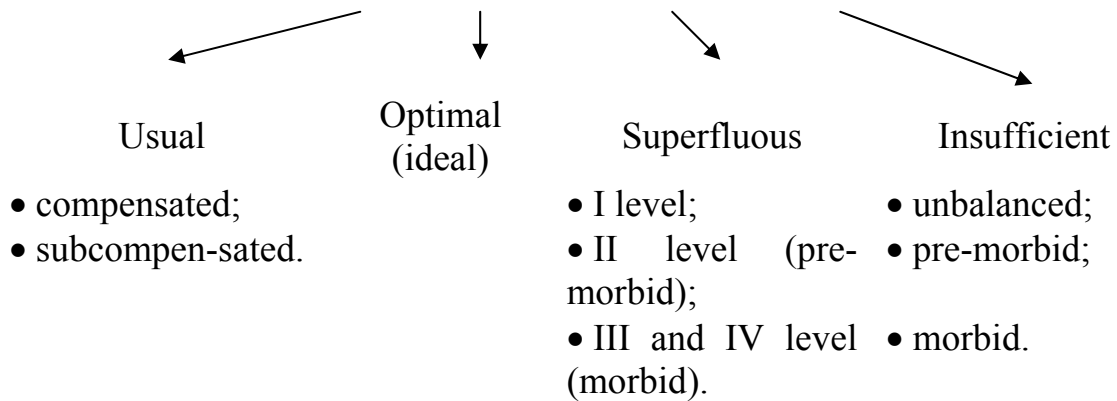 Usual
Optimal
(ideal)
Superfluous
Insufficient
• compensated;
• subcompen-sated.
• I level;
• II level (pre-
morbid);
• III and IV level
(morbid).
• unbalanced;
• pre-morbid;
• morbid.